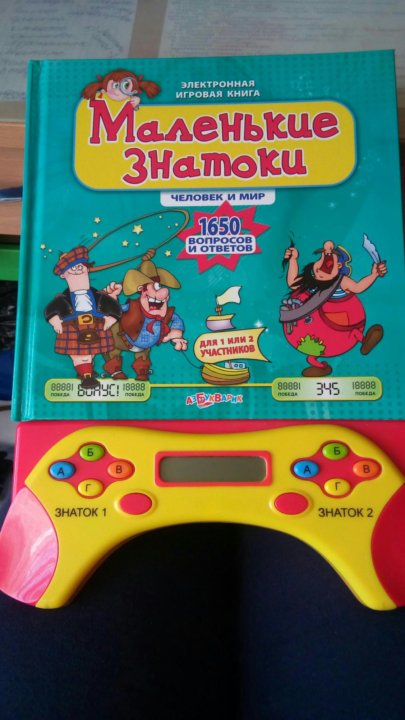 ЭЛЕКТРОННАЯ
ИГРОВАЯ КНИГА
МАЛЕНЬКИЕ
ЗНАТОКИ
ЧЕЛОВЕК И МИР
1650
ВОПРОСОВ
И ОТВЕТОВ
ДЛЯ 1 ИЛИ 2
УЧАСТНИКОВ
88881 БОНУС! 18888
ПОБЕДА ПОБЕДА
88881 345 18888
ПОБЕДА ПОБЕДА
АЗБУКВАРИК
Б
А В
Г
ЗНАТОК 1
Б
А В
Г
ЗНАТОК 2